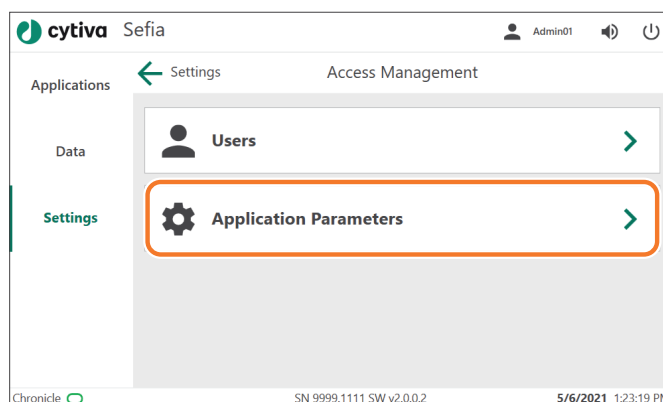 cytiva Sefia Admin01
Settings Access Management
Applications
Users
Data
Settings
Application Parameters
Chronicle SN 9999.1111 SW v2.0.0.2 5/6/2021 1:23:19 PM